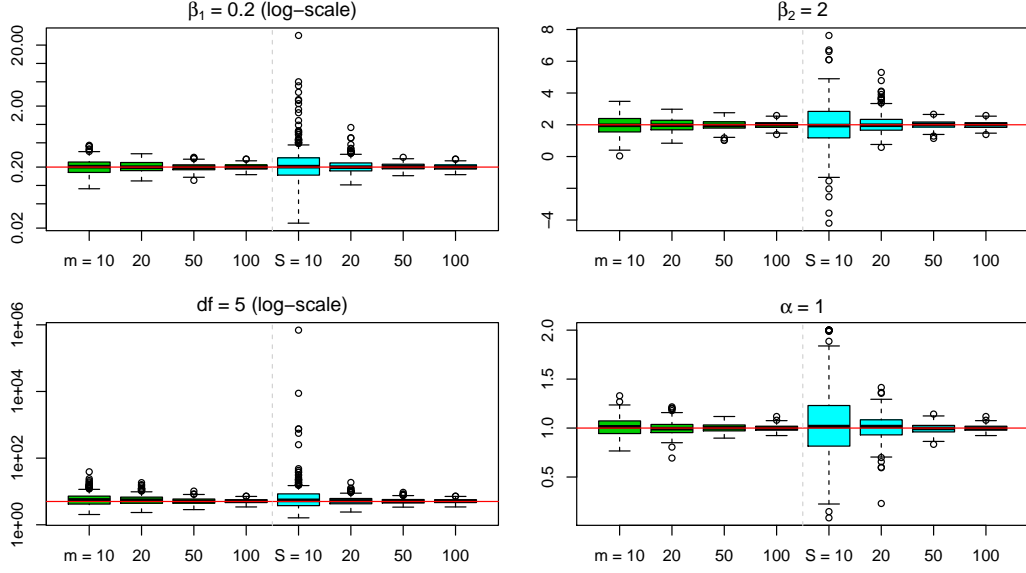 β1 = 0.2 (log−scale)
0.02 0.20 2.00 20.00
m = 10 20 50 100 S = 10 20 50 100
β2 = 2
−4 0 2 4 6 8
m = 10 20 50 100 S = 10 20 50 100
df = 5 (log−scale)
1e+00 1e+02 1e+04 1e+06
m = 10 20 50 100 S = 10 20 50 100
α = 1
0.5 1.0 1.5 2.0
m = 10 20 50 100 S = 10 20 50 100